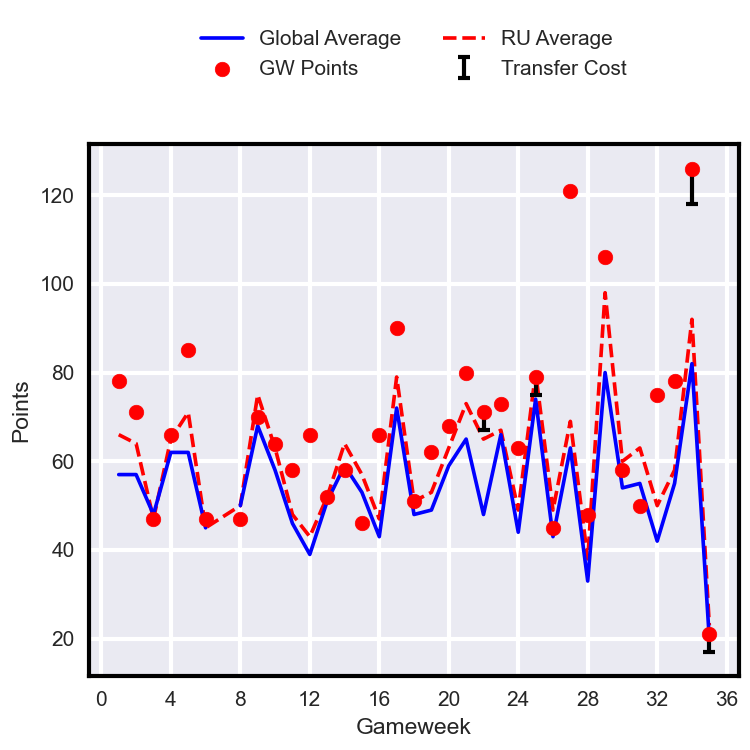 Global Average
RU Average
GW Points
Transfer Cost
120
100
80
60
40
20
Points
0 4 8 12 16 20 24 28 32 36
Gameweek